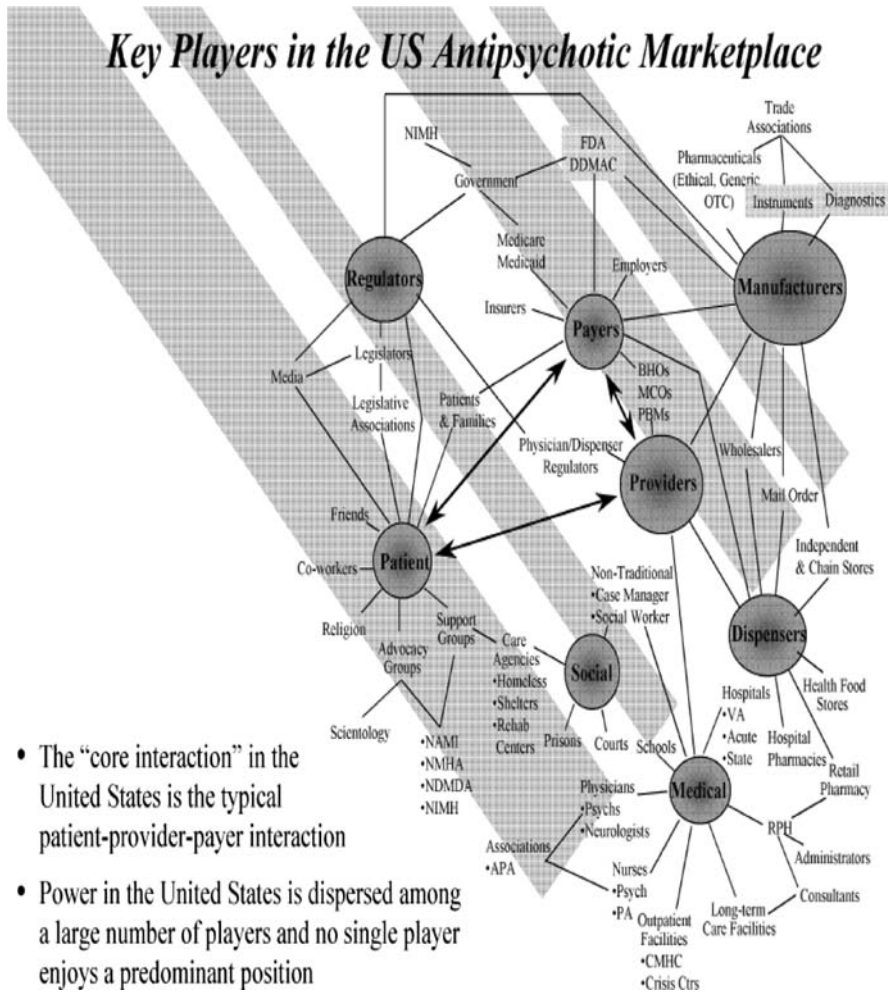 Key Players in the US Antipsychotic Marketplace
Trade
Associations
NIMH
FDA
DDMAC
Pharmaceuticals
(Ethical, Generic,
OTC)
Instruments
Diagnostics
Government
Medicare
Medicaid
Employers
Regulators
Manufacturers
Insurers
Payers
Legislators
Media
BHOs
MCOs
PBMs
Legislative
Associations
Patients
& Families
Physician/Dispenser
Regulators
Wholesalers
Providers
Mail Order
Friends
Independent
& Chain Stores
Patient
Co-workers
Non-Traditional
•Case Manager
•Social Worker
Religion
Support
Groups
Advocacy
Groups
Care
Agencies
•Homeless
•Shelters
•Rehab
Centers
Social
Dispensers
Health Food
Stores
Hospitals
•VA
•Acute
•State
Hospital
Pharmacies
Scientology
Prisons
Courts
Schools
•NAMI
•NMHA
•NDMDA
•NIMH
Retail
Pharmacy
Physicians
•Psychs
•Neurologists
Medical
RPH
Administrators
Associations
•APA
Nurses
•Psych
•PA
Consultants
Long-term
Care Facilities
Outpatient
Facilities
•CMHC
•Crisis Ctrs
• The “core interaction” in the
United States is the typical
patient-provider-payer interaction
• Power in the United States is dispersed among
a large number of players and no single player
enjoys a predominant position